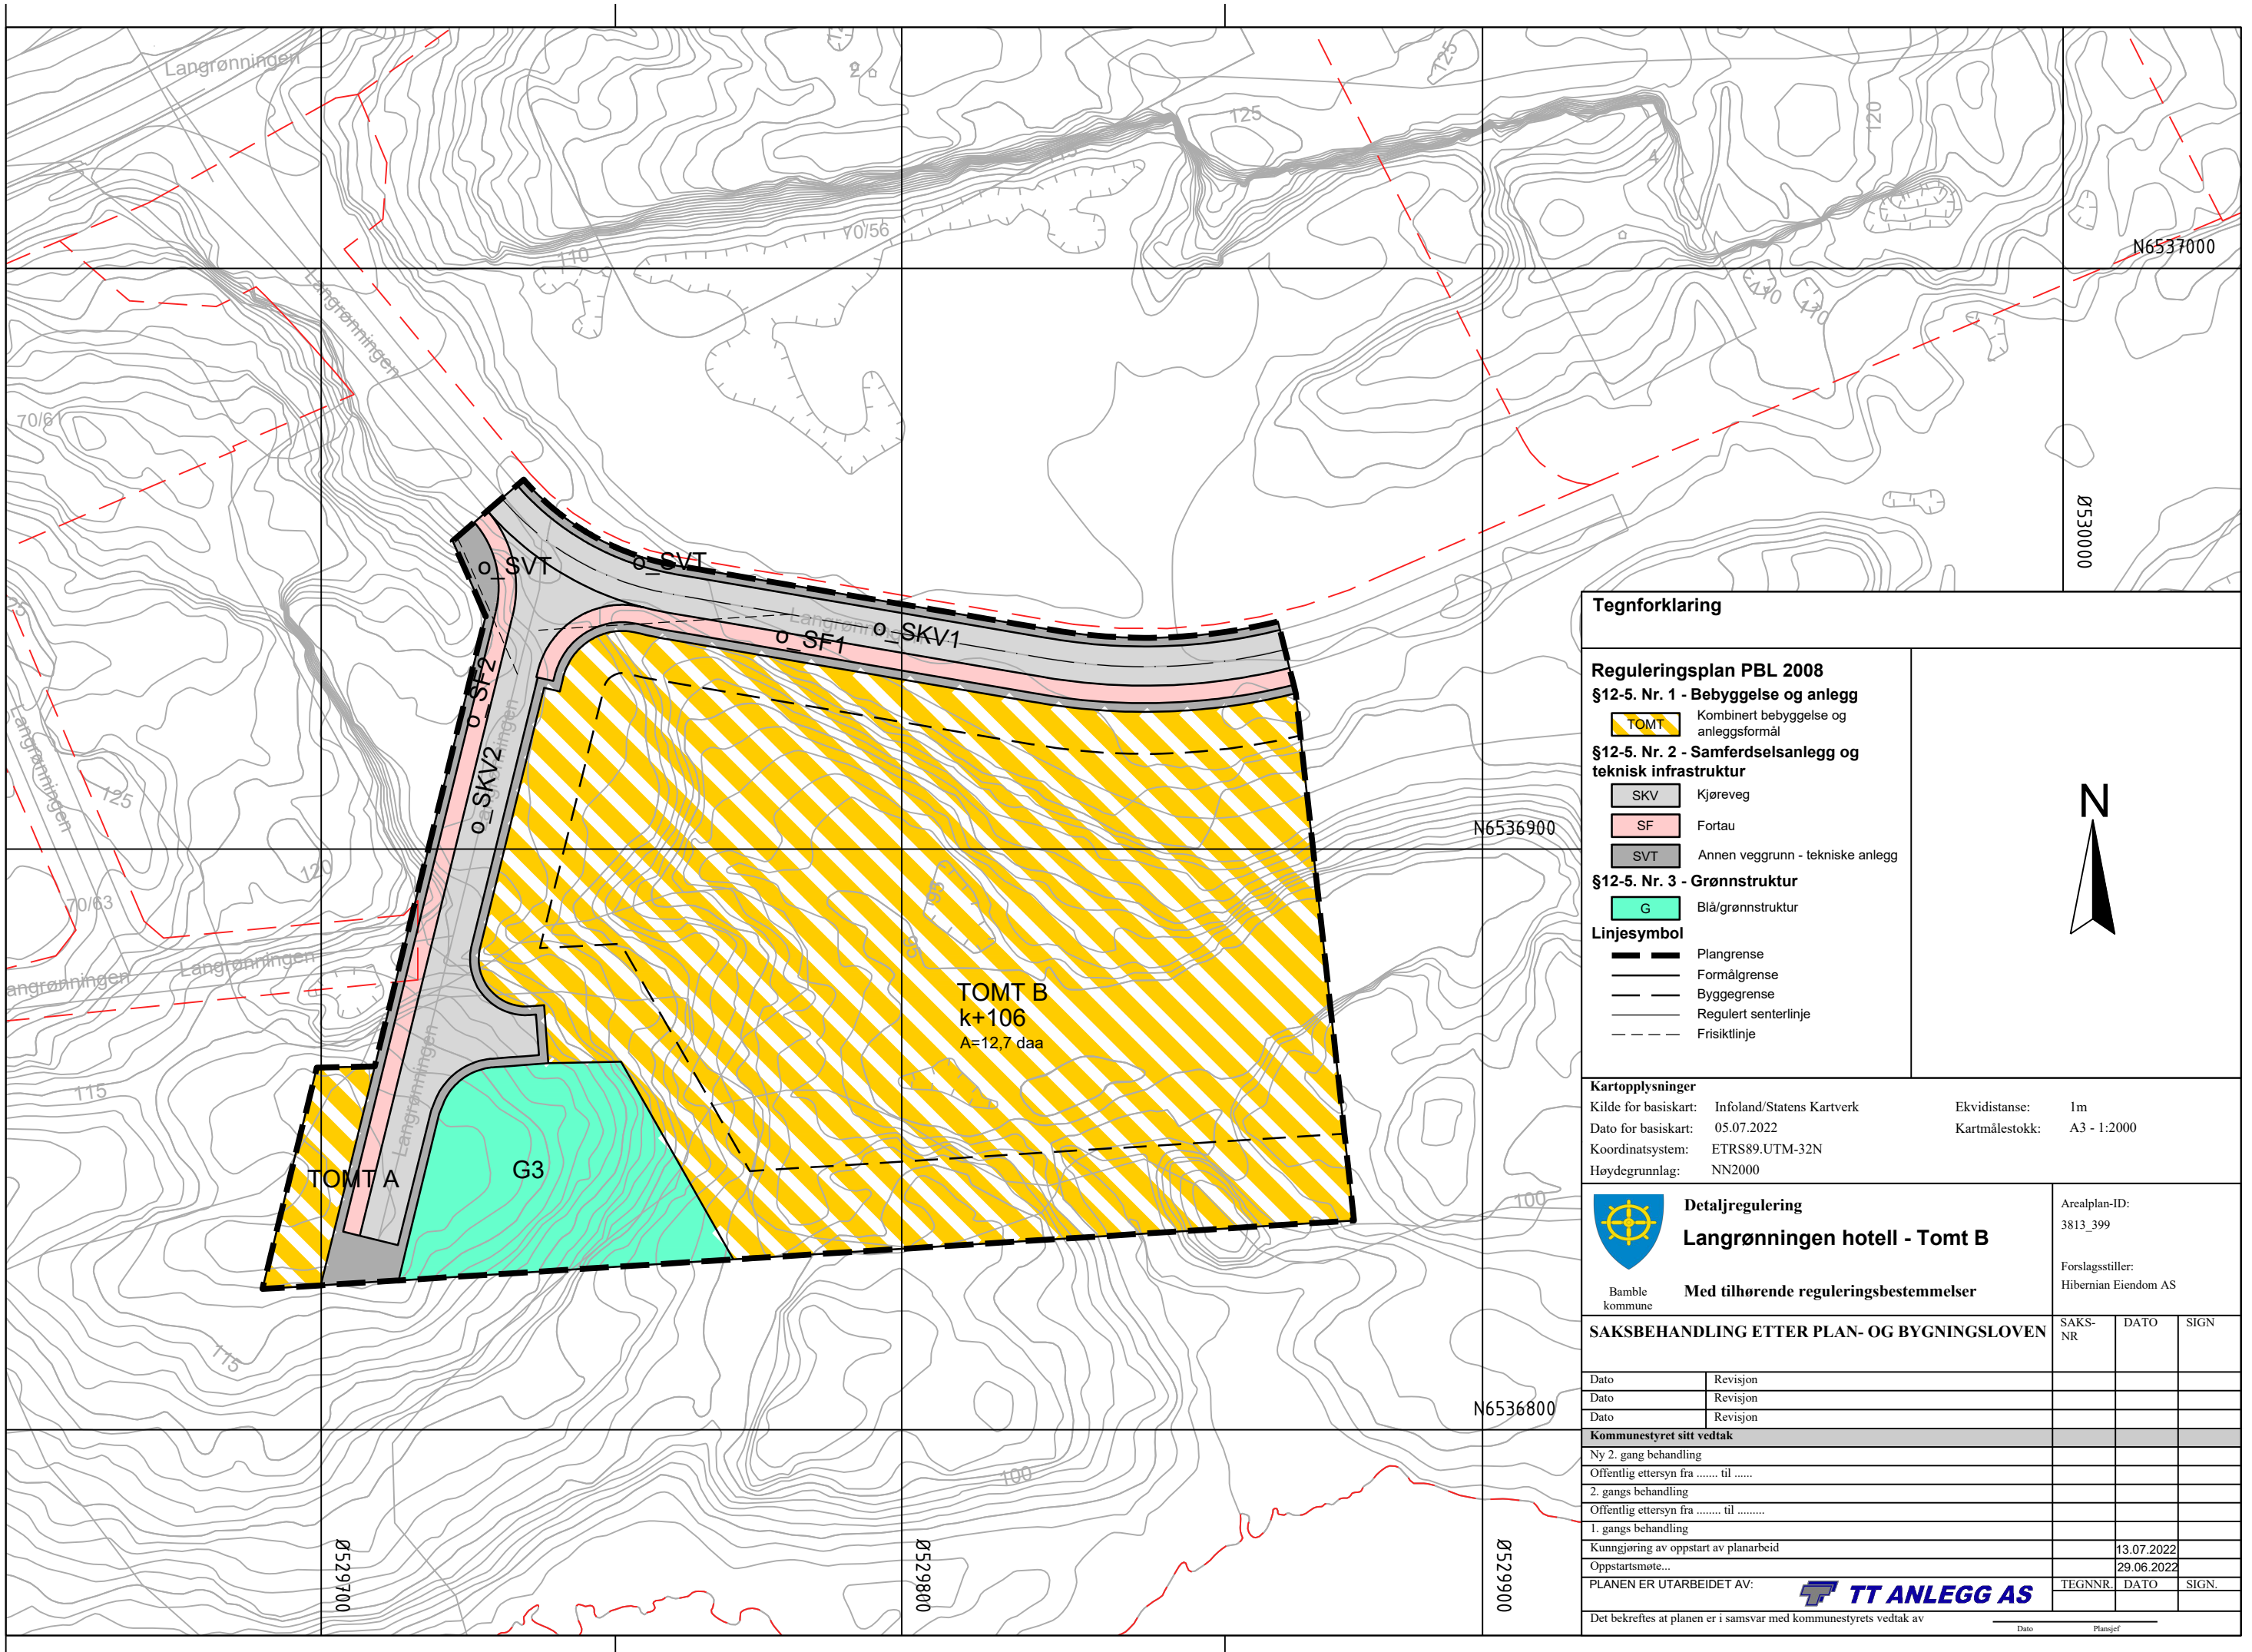 Langrønningen
2
125
125
115
120
4
70/56
110
N6537000
Langrønningen
110
110
70/61
Ø530000
o_SVT
o_SVT
Langrønningen
o_SKV1
o_SF1
o_SF2
o_SKV2
Langrønningen
Langrønningen
125
120
70/63
95
95
N6536900
Langrønningen
angrønningen
TOMT B
k+106
A=12,7 daa
Langrønningen
115
TOMT A
G3
100
115
N6536800
100
Ø529700
Ø529800
Ø529900
Tegnforklaring
Reguleringsplan PBL 2008
§12-5. Nr. 1 - Bebyggelse og anlegg
TOMT
Kombinert bebyggelse og
anleggsformål
§12-5. Nr. 2 - Samferdselsanlegg og
teknisk infrastruktur
SKV Kjøreveg
SF Fortau
SVT Annen veggrunn - tekniske anlegg
§12-5. Nr. 3 - Grønnstruktur
G Blå/grønnstruktur
Linjesymbol
Plangrense
Formålgrense
Byggegrense
Regulert senterlinje
Frisiktlinje
N
Kartopplysninger
Kilde for basiskart: Infoland/Statens Kartverk Ekvidistanse: 1m
Dato for basiskart: 05.07.2022 Kartmålestokk: A3 - 1:2000
Koordinatsystem: ETRS89.UTM-32N
Høydegrunnlag: NN2000
Detaljregulering
Langrønningen hotell - Tomt B
Med tilhørende reguleringsbestemmelser
Bamble
kommune
Arealplan-ID:
3813_399
Forslagsstiller:
Hibernian Eiendom AS
SAKSBEHANDLING ETTER PLAN- OG BYGNINGSLOVEN
SAKS-
NR
DATO
SIGN
Dato Revisjon
Dato Revisjon
Dato Revisjon
Kommunestyret sitt vedtak
Ny 2. gang behandling
Offentlig ettersyn fra ....... til ......
2. gangs behandling
Offentlig ettersyn fra ........ til .........
1. gangs behandling
Kunngjøring av oppstart av planarbeid 13.07.2022
Oppstartsmøte... 29.06.2022
PLANEN ER UTARBEIDET AV: TT ANLEGG AS TEGNNR. DATO SIGN.
Det bekreftes at planen er i samsvar med kommunestyrets vedtak av
Dato Plansjef